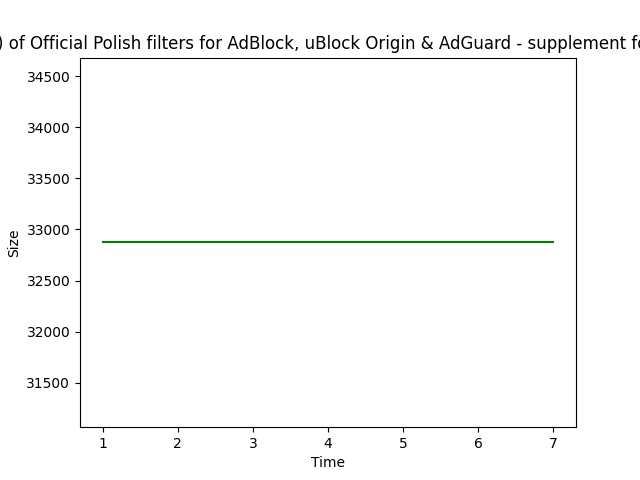 ) of Official Polish filters for AdBlock, uBlock Origin & AdGuard - supplement fo
34500
34000
33500
33000
32500
32000
31500
Size
1 2 3 4 5 6 7
Time